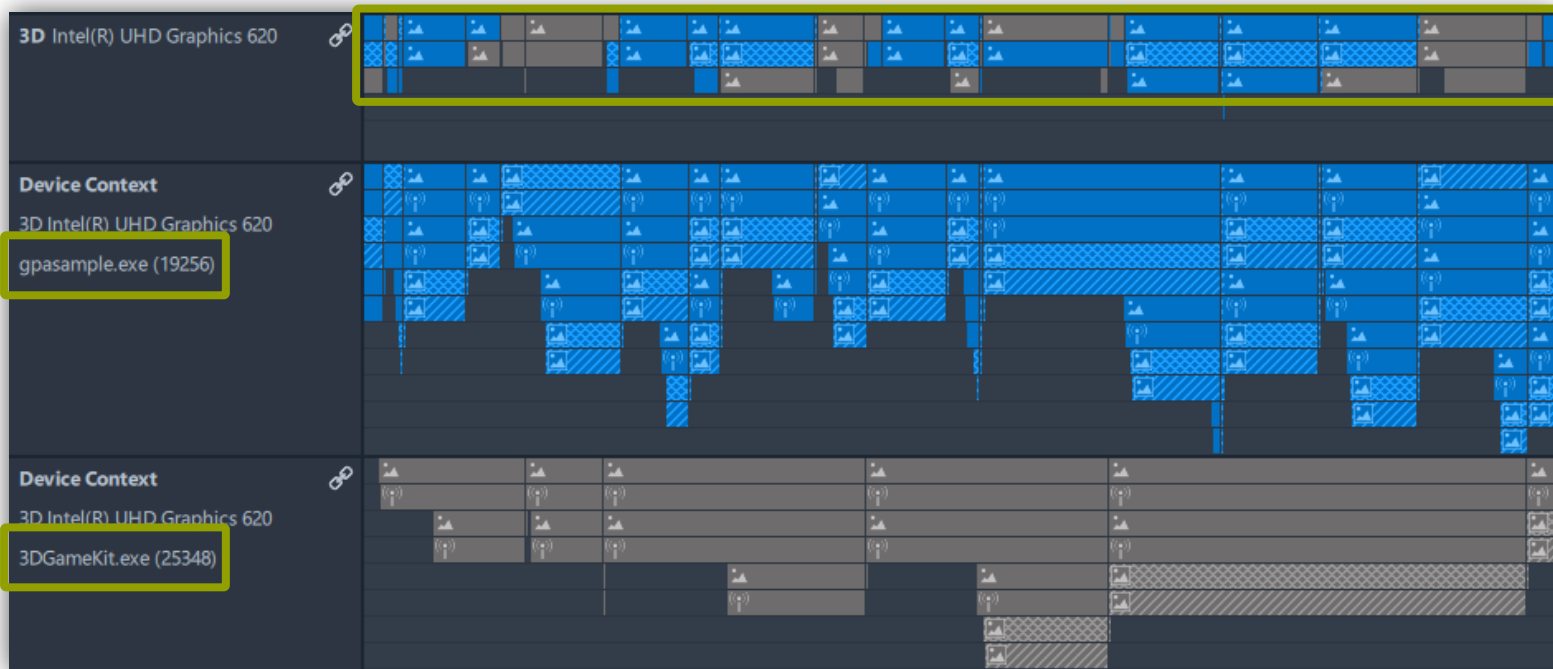 3D Intel(R) UHD Graphics 620
Device Context
3D Intel(R) UHD Graphics 620
gpasample.exe (19256)
Device Context
3D Intel(R) UHD Graphics 620
3DGameKit.exe (25348)